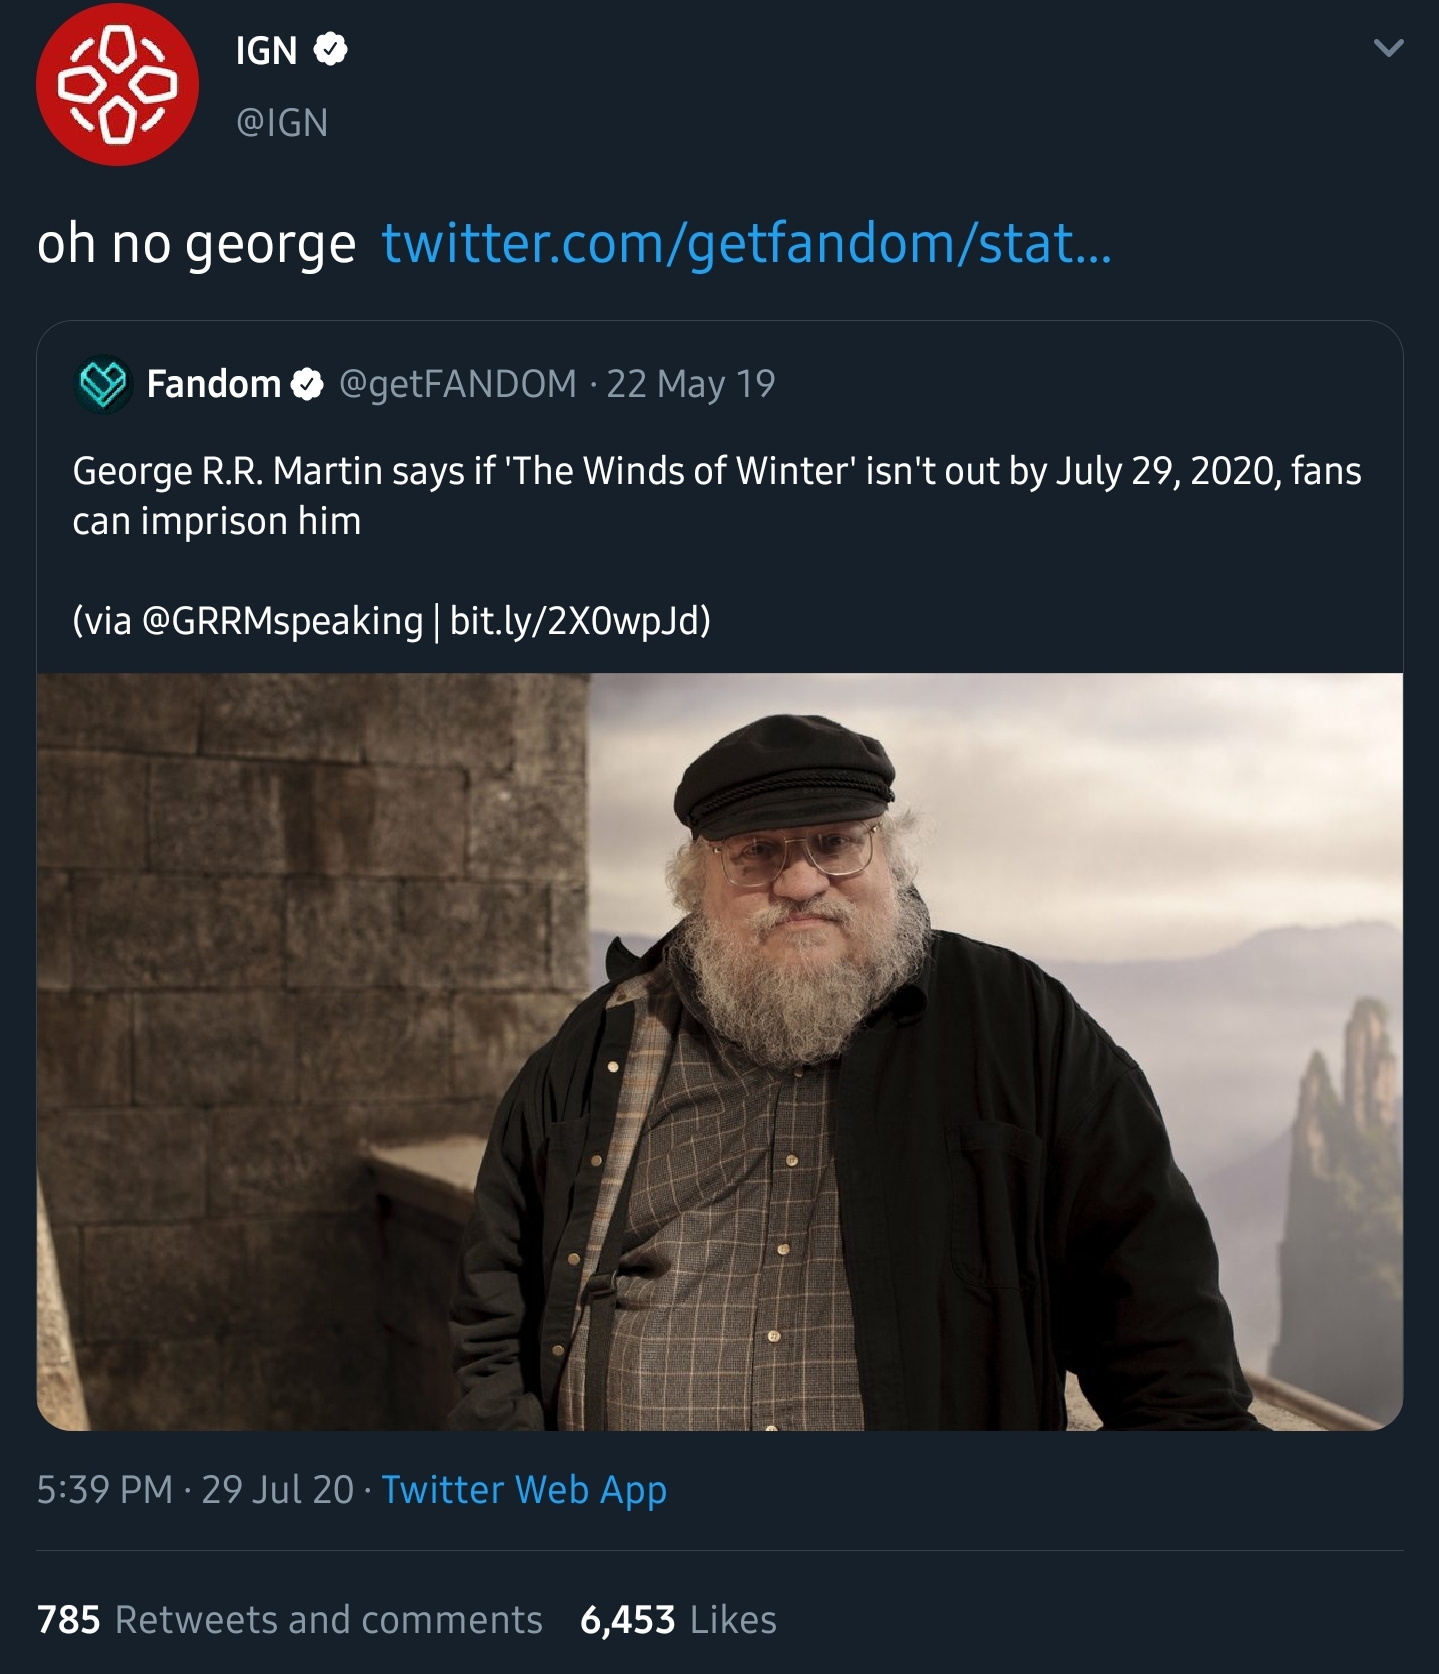 IGN
@IGN
oh no george twitter.com/getfandom/stat...
Fandom @getFANDOM · 22 May 19
George R.R. Martin says if 'The Winds of Winter' isn't out by July 29, 2020, fans
can imprison him
(via @GRRMspeaking | bit.ly/2X0wpJd)
5:39 PM · 29 Jul 20 · Twitter Web App
785 Retweets and comments 6,453 Likes